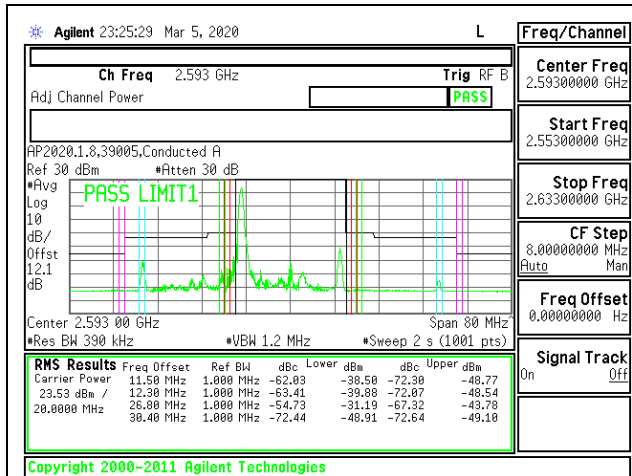 Agilent 23:25:29 Mar 5, 2020 L
Freq/Channel
Ch Freq 2.593 GHz Trig RF B
Adj Channel Power PASS
Center Freq
2.59300000 GHz
Start Freq
2.55300000 GHz
Stop Freq
2.63300000 GHz
CF Step
8.00000000 MHz
Auto Man
Freq Offset
0.00000000 Hz
Signal Track
On Off
AP2020.1.8,39005,Conducted A
Ref 30 dBm #Atten 30 dB
#Avg
Log
10
dB/
Offst
12.1
dB
PASS LIMIT1
Center 2.593 00 GHz Span 80 MHz
#Res BW 390 kHz #VBW 1.2 MHz #Sweep 2 s (1001 pts)
RMS Results Freq Offset Ref BW dBc Lower dBm dBc Upper dBm
Carrier Power 11.50 MHz 1.000 MHz -62.03 -38.50 -72.30 -48.77
23.53 dBm / 12.30 MHz 1.000 MHz -63.41 -39.88 -72.07 -48.54
20.0000 MHz 26.80 MHz 1.000 MHz -54.73 -31.19 -67.32 -43.78
30.40 MHz 1.000 MHz -72.44 -48.91 -72.64 -49.10
Copyright 2000-2011 Agilent Technologies